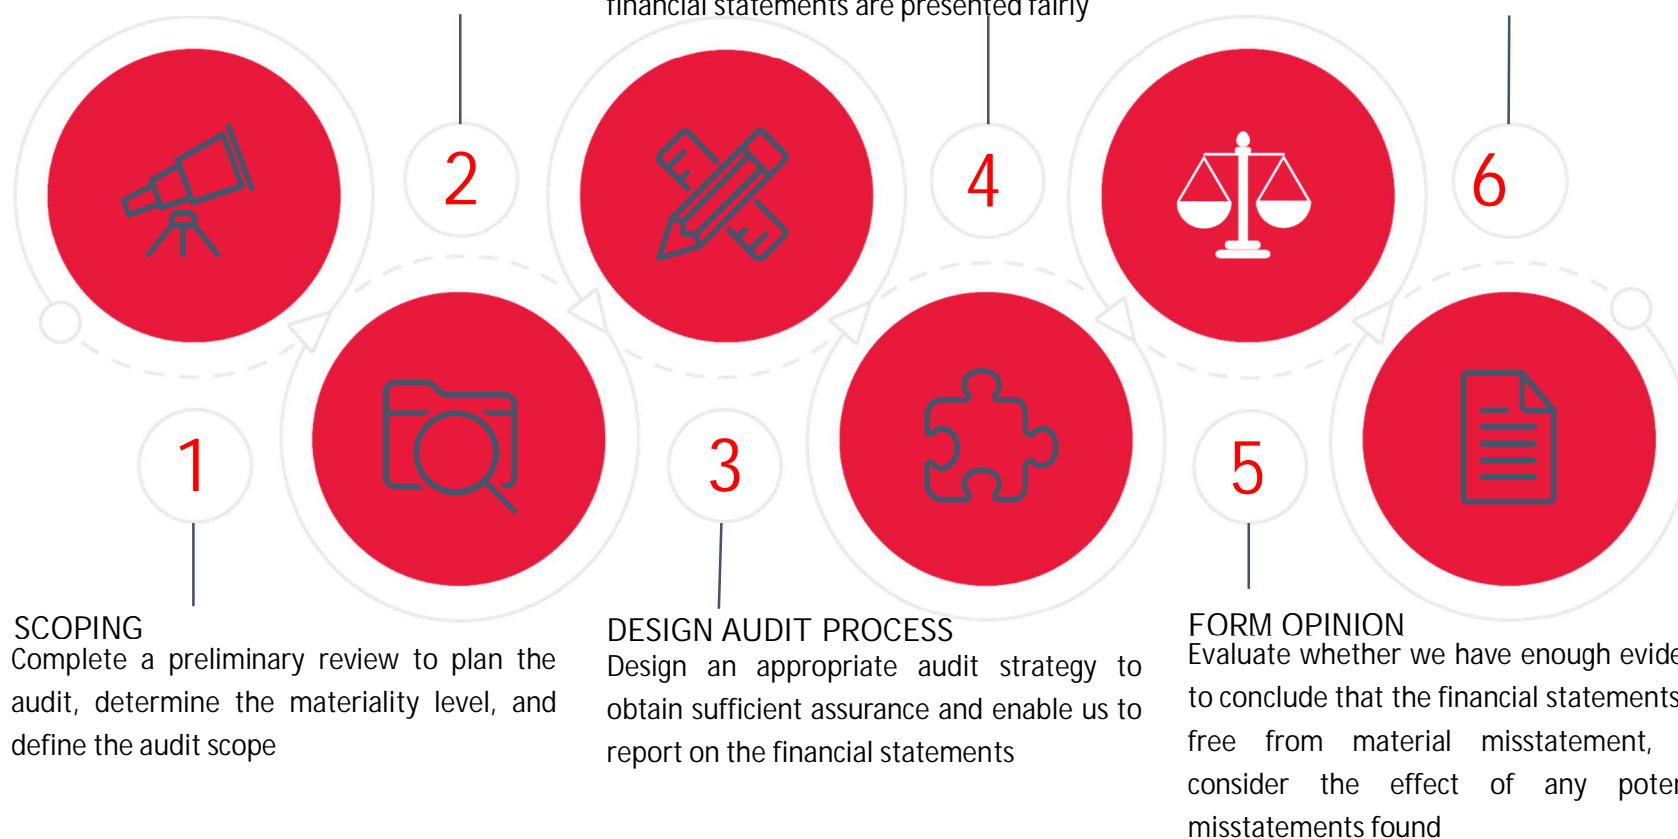 financial statements are presented fairly
2
4
6
1
3
5
SCOPING
Complete a preliminary review to plan the
audit, determine the materiality level, and
define the audit scope
DESIGN AUDIT PROCESS
Design an appropriate audit strategy to
obtain sufficient assurance and enable us to
report on the financial statements
FORM OPINION
Evaluate whether we have enough
to conclude that the financial statements
free from material misstatement,
consider the effect of any
misstatements found